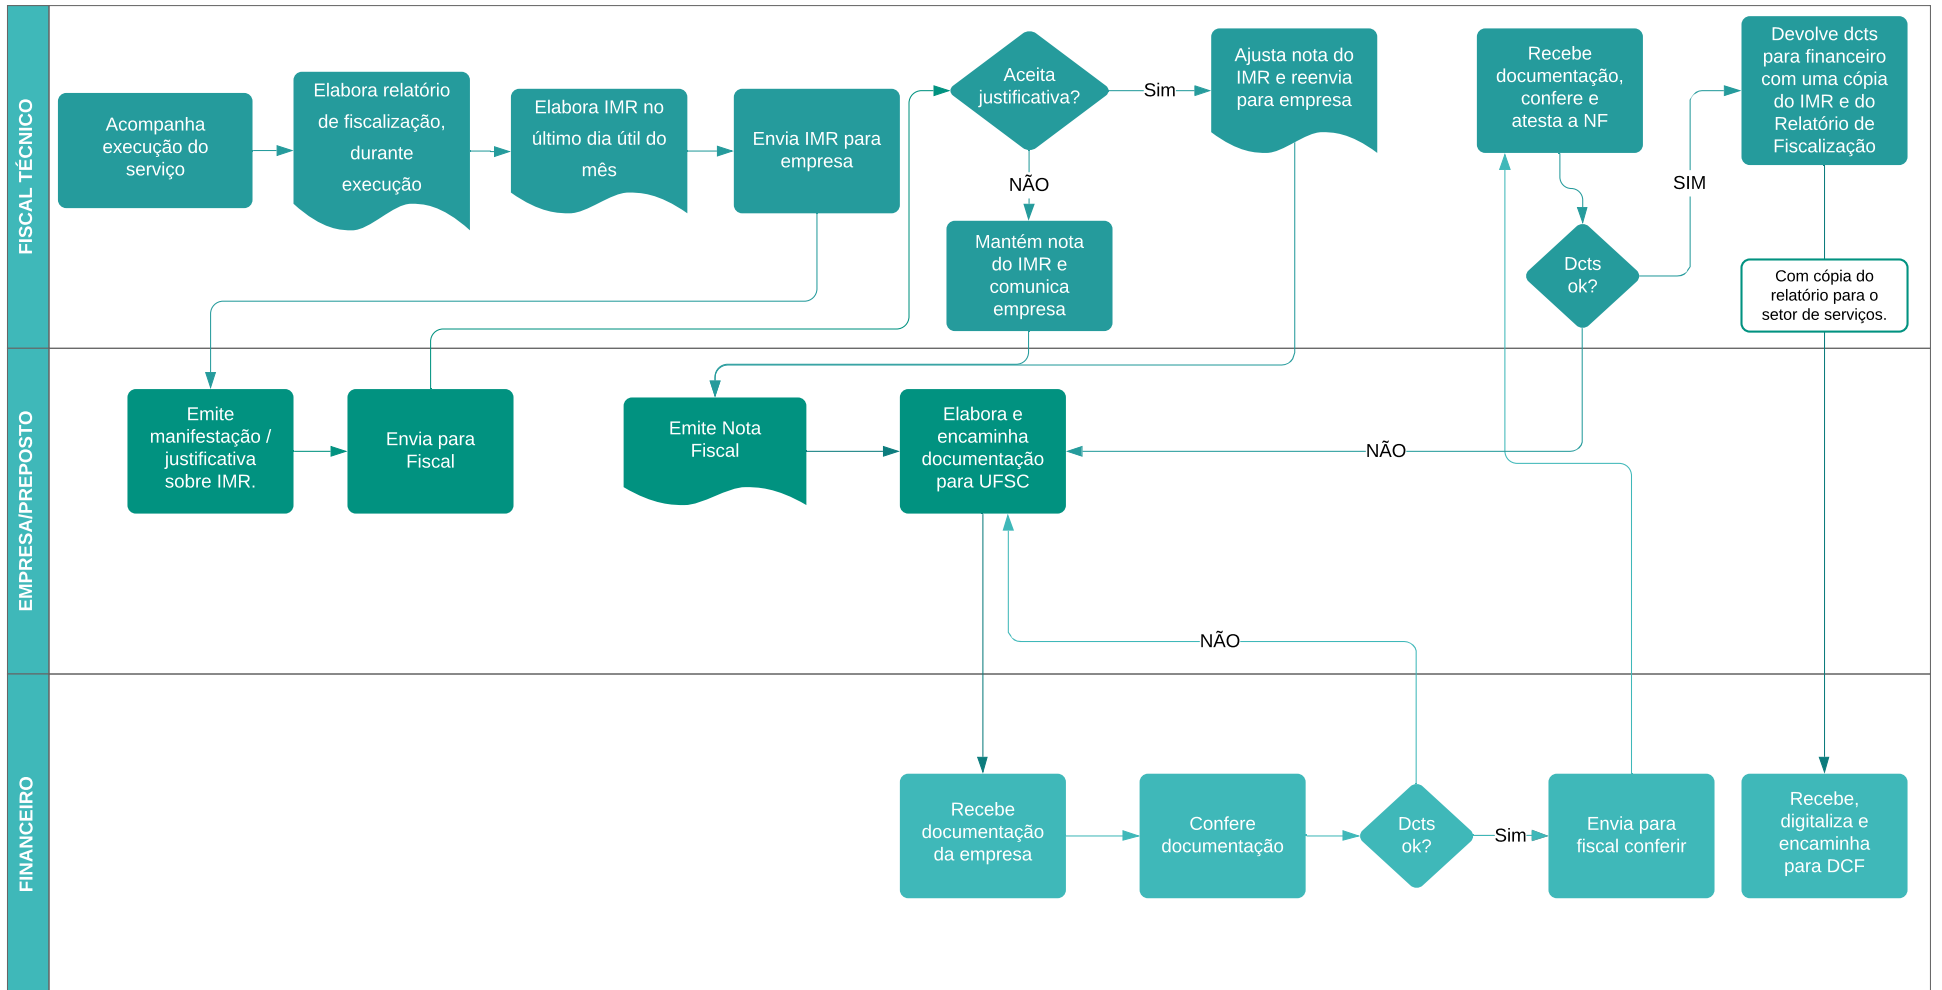 FISCAL TÉCNICO
Acompanha
execução do
serviço
Elabora relatório
de fiscalização,
durante
execução
Elabora IMR no
último dia útil do
mês
Envia IMR para
empresa
Aceita
justificativa?
Sim
NÃO
Ajusta nota do
IMR e reenvia
para empresa
Mantém nota
do IMR e
comunica
empresa
Recebe
documentação,
confere e
atesta a NF
Dcts
ok?
SIM
Devolve dcts
para financeiro
com uma cópia
do IMR e do
Relatório de
Fiscalização
Com cópia do
relatório para o
setor de serviços.
EMPRESA/PREPOSTO
Emite
manifestação /
justificativa
sobre IMR.
Envia para
Fiscal
Emite Nota
Fiscal
Elabora e
encaminha
documentação
para UFSC
NÃO
NÃO
FINANCEIRO
Recebe
documentação
da empresa
Confere
documentação
Dcts
ok?
Sim
Envia para
fiscal conferir
Recebe,
digitaliza e
encaminha
para DCF